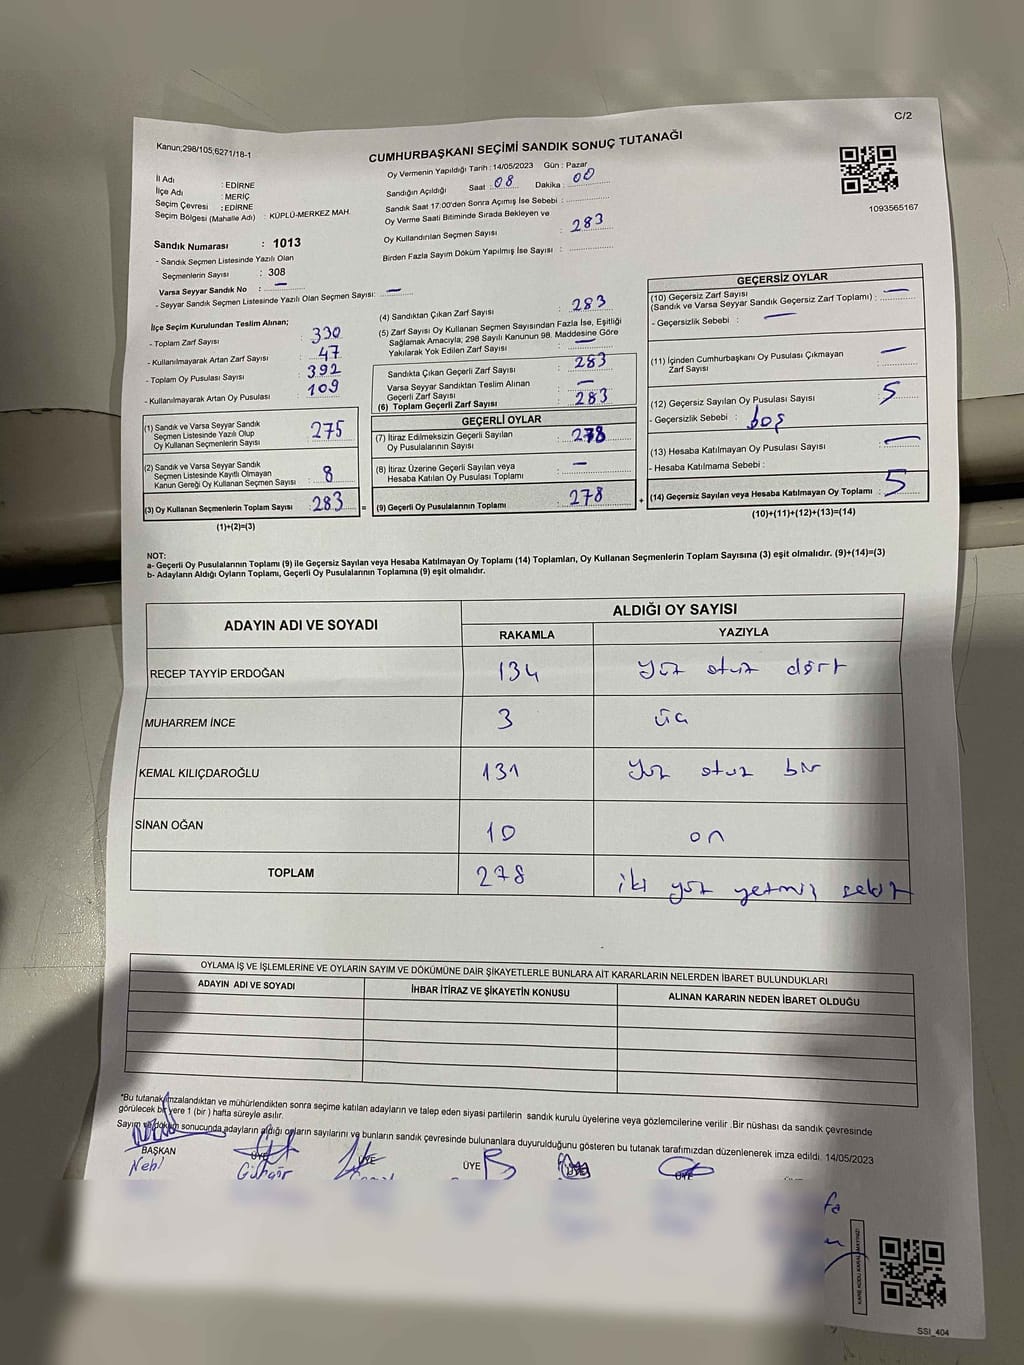 C/2
Kanun;298/105;6271/18-1
CUMHURBAŞKANI SEÇİMİ SANDIK SONUÇ TUTANAĞI
1093565167
İl Adı : EDİRNE
İlçe Adı : MERİÇ
Seçim Çevresi : EDİRNE
Seçim Bölgesi (Mahalle Adı) : KÜPLÜ-MERKEZ MAH.
Sandık Numarası : 1013
- Sandık Seçmen Listesinde Yazılı Olan
Seçmenlerin Sayısı : 308
Varsa Seyyar Sandık No : —
- Seyyar Sandık Seçmen Listesinde Yazılı Olan Seçmen Sayısı: —
Oy Vermenin Yapıldığı Tarih : 14/05/2023 Gün : Pazar
Sandığın Açıldığı Saat : 08 Dakika : 00
Sandık Saat 17:00'den Sonra Açımış İse Sebebi :
Oy Verme Saati Bitiminde Sırada Bekleyen ve
Oy Kullandırılan Seçmen Sayısı : 283
Birden Fazla Sayım Döküm Yapılmış İse Sayısı :
İlçe Seçim Kurulundan Teslim Alınan;
- Toplam Zarf Sayısı : 330
- Kullanılmayarak Artan Zarf Sayısı : 47
- Toplam Oy Pusulası Sayısı : 392
- Kullanılmayarak Artan Oy Pusulası : 109
(1) Sandık ve Varsa Seyyar Sandık
Seçmen Listesinde Yazılı Olup
Oy Kullanan Seçmenlerin Sayısı : 275
(2) Sandık ve Varsa Seyyar Sandık
Seçmen Listesinde Kayıtlı Olmayan
Kanun Gereği Oy Kullanan Seçmen Sayısı : 8
(3) Oy Kullanan Seçmenlerin Toplam Sayısı : 283 =
(1)+(2)=(3)
(4) Sandıktan Çıkan Zarf Sayısı : 283
(5) Zarf Sayısı Oy Kullanan Seçmen Sayısından Fazla İse, Eşitliği
Sağlamak Amacıyla; 298 Sayılı Kanunun 98. Maddesine Göre
Yakılarak Yok Edilen Zarf Sayısı : —
Sandıkta Çıkan Geçerli Zarf Sayısı : 283
Varsa Seyyar Sandıktan Teslim Alınan
Geçerli Zarf Sayısı : —
(6) Toplam Geçerli Zarf Sayısı : 283
GEÇERLİ OYLAR
(7) İtiraz Edilmeksizin Geçerli Sayılan
Oy Pusulasının Sayısı : 278
(8) İtiraz Üzerine Geçerli Sayılan veya
Hesaba Katılan Oy Pusulası Toplamı : —
(9) Geçerli Oy Pusulalarının Toplamı : 278 +
GEÇERSİZ OYLAR
(10) Geçersiz Zarf Sayısı
(Sandık ve Varsa Seyyar Sandık Geçersiz Zarf Toplamı) : —
- Geçersizlik Sebebi : —
(11) İçinden Cumhurbaşkanı Oy Pusulası Çıkmayan
Zarf Sayısı : —
(12) Geçersiz Sayılan Oy Pusulası Sayısı : 5
- Geçersizlik Sebebi : boş
(13) Hesaba Katılmayan Oy Pusulası Sayısı : —
- Hesaba Katılmama Sebebi :
(14) Geçersiz Sayılan veya Hesaba Katılmayan Oy Toplamı : 5
(10)+(11)+(12)+(13)=(14)
NOT:
a- Geçerli Oy Pusulalarının Toplamı (9) ile Geçersiz Sayılan veya Hesaba Katılmayan Oy Toplamı (14) Toplamları, Oy Kullanan Seçmenlerin Toplam Sayısına (3) eşit olmalıdır. (9)+(14)=(3)
b- Adayların Aldığı Oyların Toplamı, Geçerli Oy Pusulalarının Toplamına (9) eşit olmalıdır.
ADAYIN ADI VE SOYADI
ALDIĞI OY SAYISI
RAKAMLA YAZIYLA
RECEP TAYYİP ERDOĞAN 134 Yüz otuz dört
MUHARREM İNCE 3 üç
KEMAL KILIÇDAROĞLU 131 Yüz otuz bir
SİNAN OĞAN 10 on
TOPLAM 278 iki yüz yetmiş sekiz
OYLAMA İŞ VE İŞLEMLERİNE VE OYLARIN SAYIM VE DÖKÜMÜNE DAİR ŞİKAYETLERLE BUNLARA AİT KARARLARIN NELERDEN İBARET BULUNDUKLARI
ADAYIN ADI VE SOYADI İHBAR İTİRAZ VE ŞİKAYETİN KONUSU ALINAN KARARIN NEDEN İBARET OLDUĞU
*Bu tutanak imzalandıktan ve mühürlendikten sonra seçime katılan adayların ve talep eden siyasi partilerin sandık kurulu üyelerine veya gözlemcilerine verilir .Bir nüshası da sandık çevresinde
görülecek bir yere 1 (bir ) hafta süreyle asılır.
Sayım ve döküm sonucunda adayların aldığı oyların sayılarını ve bunların sandık çevresinde bulunanlara duyurulduğunu gösteren bu tutanak tarafımızdan düzenlenerek imza edildi. 14/05/2023
BAŞKAN ÜYE ÜYE ÜYE ÜYE ÜYE
Güngör
SSI_404